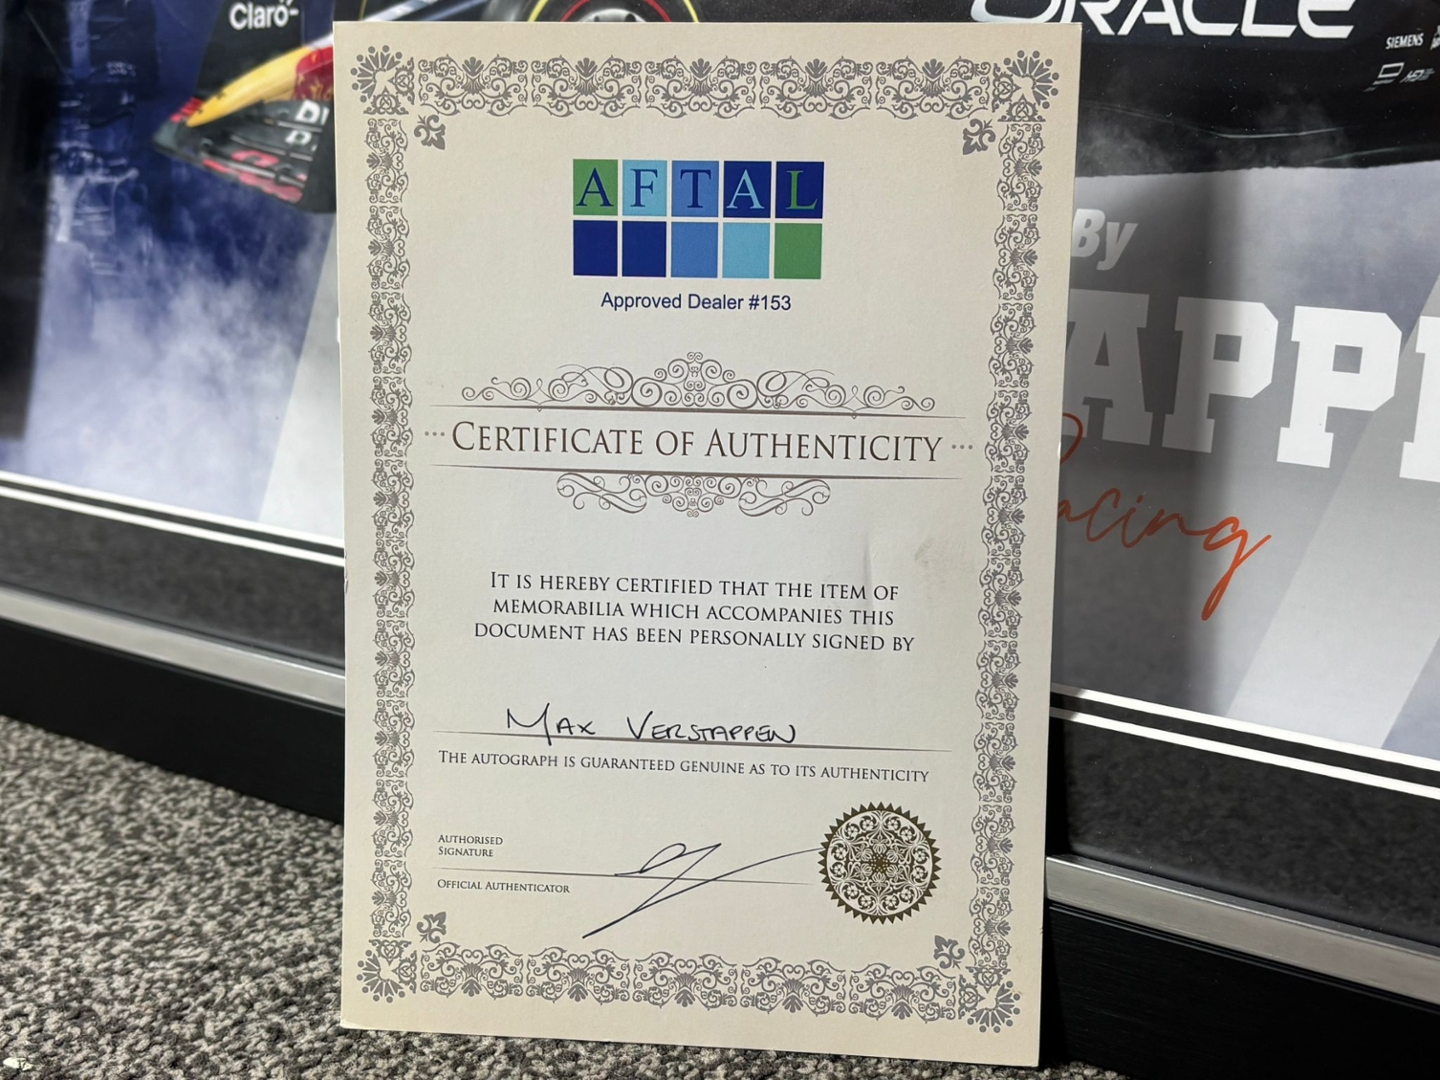 Claro-
ORACLE
SIEMENS
By
APP
acing
AFTAL
Approved Dealer #153
CERTIFICATE OF AUTHENTICITY
IT IS HEREBY CERTIFIED THAT THE ITEM OF
MEMORABILIA WHICH ACCOMPANIES THIS
DOCUMENT HAS BEEN PERSONALLY SIGNED BY
MAX VERSTAPPEN
THE AUTOGRAPH IS GUARANTEED GENUINE AS TO ITS AUTHENTICITY
AUTHORISED
SIGNATURE
OFFICIAL AUTHENTICATOR